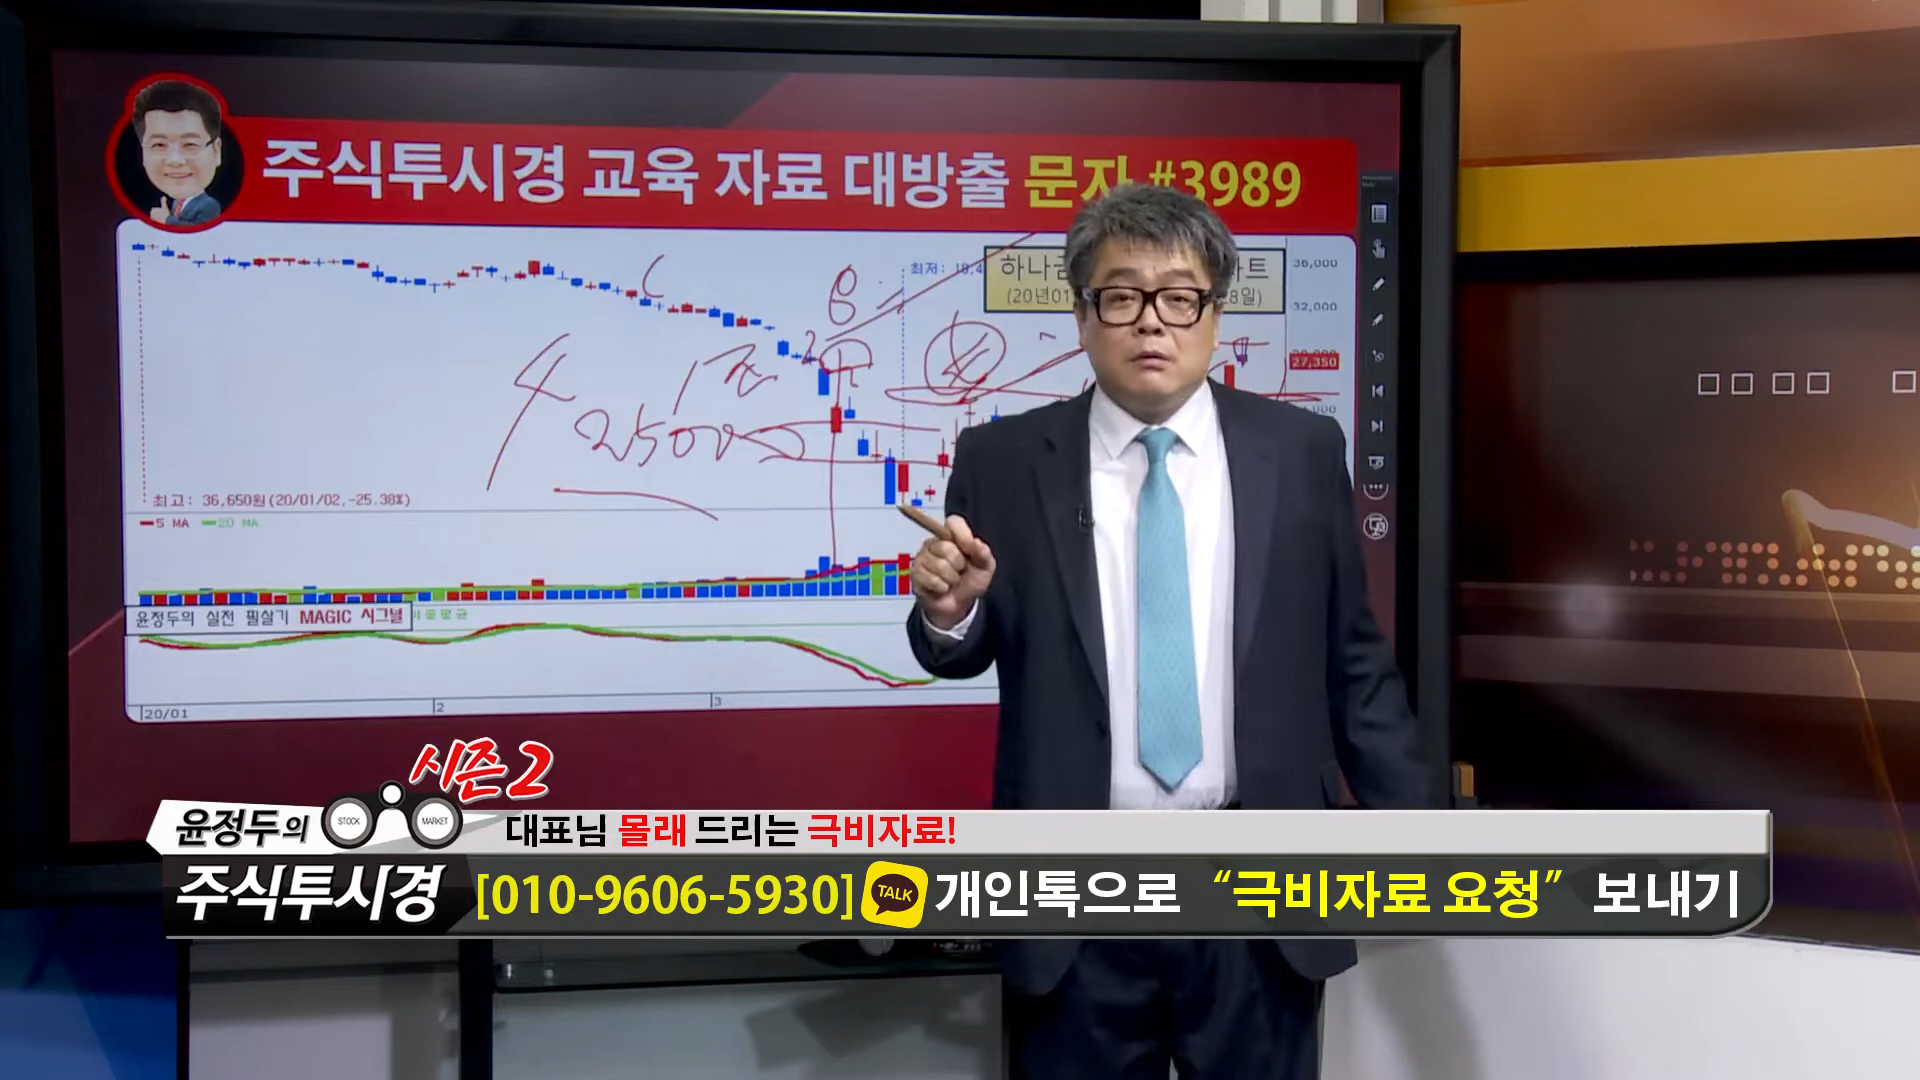 주식투시경 교육 자료 대방출 문자 #3989
최저: 18,4
하나금 차트
(20년01 8일)
36,000
32,000
27,350
1조
25000
최고: 36,650원(20/01/02,-25.38%)
5 MA 20 MA
윤정두의 실전 필살기 MAGIC 시그널
20/01 2 3
시즌2
윤정두의 STOCK MARKET
주식투시경
대표님 몰래 드리는 극비자료!
[010-9606-5930] TALK 개인톡으로 “극비자료 요청” 보내기